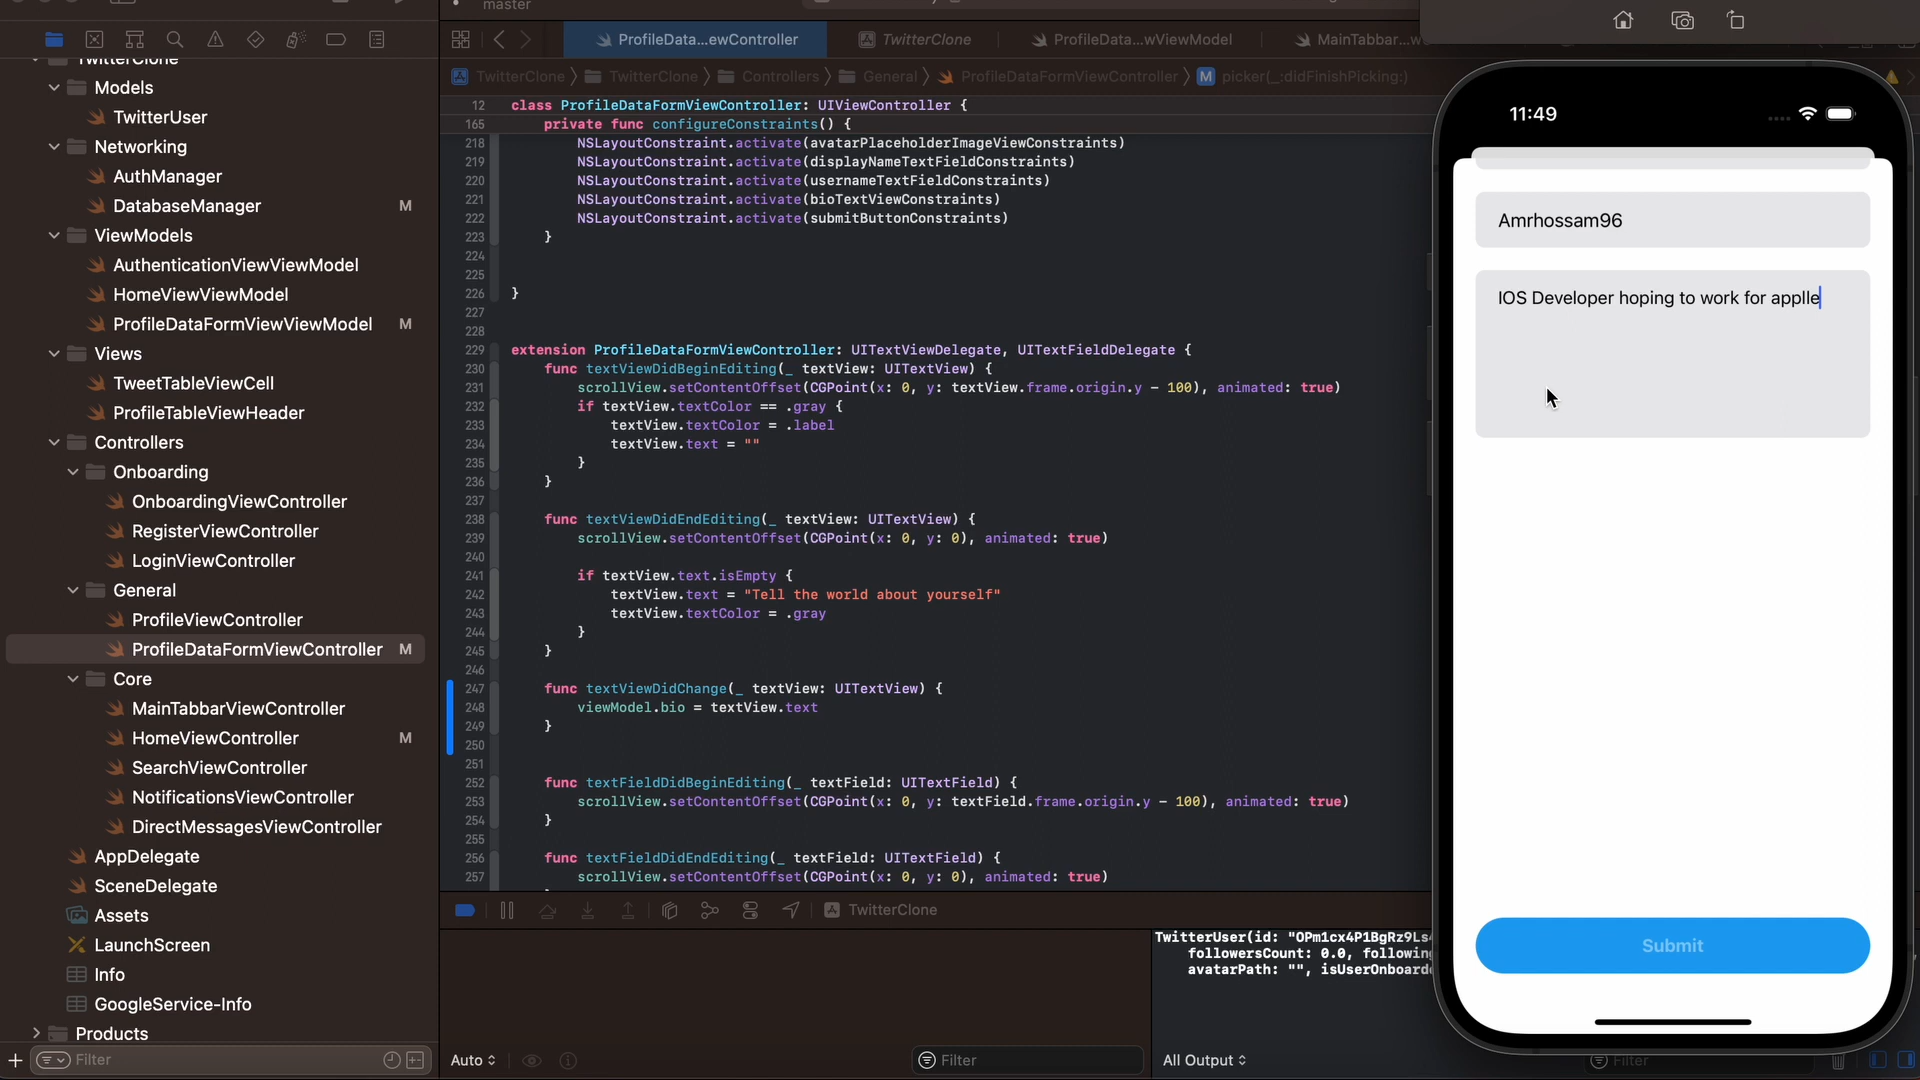 master
ProfileData...ewController
TwitterClone
ProfileData...wViewModel
MainTabbar...
TwitterClone
TwitterClone
Controllers
General
ProfileDataFormViewController
M
picker(_:didFinishPicking:)
TwitterClone
Models
TwitterUser
Networking
AuthManager
DatabaseManager
M
ViewModels
AuthenticationViewViewModel
HomeViewViewModel
ProfileDataFormViewViewModel
M
Views
TweetTableViewCell
ProfileTableViewHeader
Controllers
Onboarding
OnboardingViewController
RegisterViewController
LoginViewController
General
ProfileViewController
ProfileDataFormViewController
M
Core
MainTabbarViewController
HomeViewController
M
SearchViewController
NotificationsViewController
DirectMessagesViewController
AppDelegate
SceneDelegate
Assets
LaunchScreen
Info
GoogleService-Info
Products
Filter
12 class ProfileDataFormViewController: UIViewController {
165 private func configureConstraints() {
218 NSLayoutConstraint.activate(avatarPlaceholderImageViewConstraints)
219 NSLayoutConstraint.activate(displayNameTextFieldConstraints)
220 NSLayoutConstraint.activate(usernameTextFieldConstraints)
221 NSLayoutConstraint.activate(bioTextViewConstraints)
222 NSLayoutConstraint.activate(submitButtonConstraints)
223 }
224
225
226 }
227
228
229 extension ProfileDataFormViewController: UITextViewDelegate, UITextFieldDelegate {
230 func textViewDidBeginEditing(_ textView: UITextView) {
231 scrollView.setContentOffset(CGPoint(x: 0, y: textView.frame.origin.y - 100), animated: true)
232 if textView.textColor == .gray {
233 textView.textColor = .label
234 textView.text = ""
235 }
236 }
237
238 func textViewDidEndEditing(_ textView: UITextView) {
239 scrollView.setContentOffset(CGPoint(x: 0, y: 0), animated: true)
240
241 if textView.text.isEmpty {
242 textView.text = "Tell the world about yourself"
243 textView.textColor = .gray
244 }
245 }
246
247 func textViewDidChange(_ textView: UITextView) {
248 viewModel.bio = textView.text
249 }
250
251
252 func textFieldDidBeginEditing(_ textField: UITextField) {
253 scrollView.setContentOffset(CGPoint(x: 0, y: textField.frame.origin.y - 100), animated: true)
254 }
255
256 func textFieldDidEndEditing(_ textField: UITextField) {
257 scrollView.setContentOffset(CGPoint(x: 0, y: 0), animated: true)
TwitterClone
TwitterUser(id: "OPm1cx4P1BgRz9Ls
followersCount: 0.0, following
avatarPath: "", isUserOnboard
Auto
Filter
All Output
Filter
11:49
Amrhossam96
IOS Developer hoping to work for applle
Submit